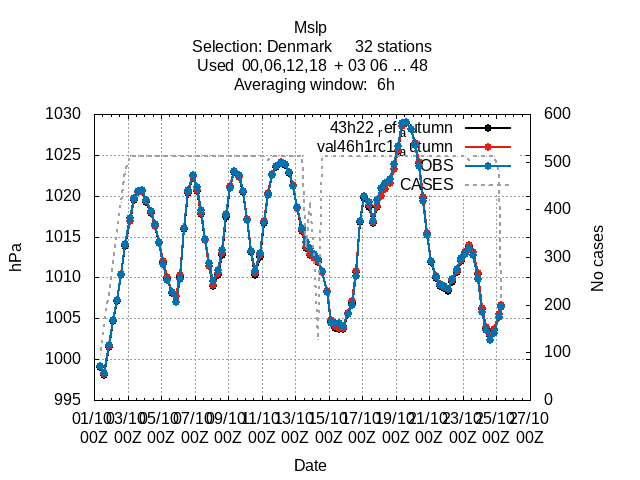 Mslp
Selection: Denmark 32 stations
Used 00,06,12,18 + 03 06 ... 48
Averaging window: 6h
43h22_ref_autumn
val46h1rc1_autumn
OBS
CASES
hPa
1030
1025
1020
1015
1010
1005
1000
995
No cases
600
500
400
300
200
100
0
01/10 03/10 05/10 07/10 09/10 11/10 13/10 15/10 17/10 19/10 21/10 23/10 25/10 27/10
00Z 00Z 00Z 00Z 00Z 00Z 00Z 00Z 00Z 00Z 00Z 00Z 00Z 00Z
Date